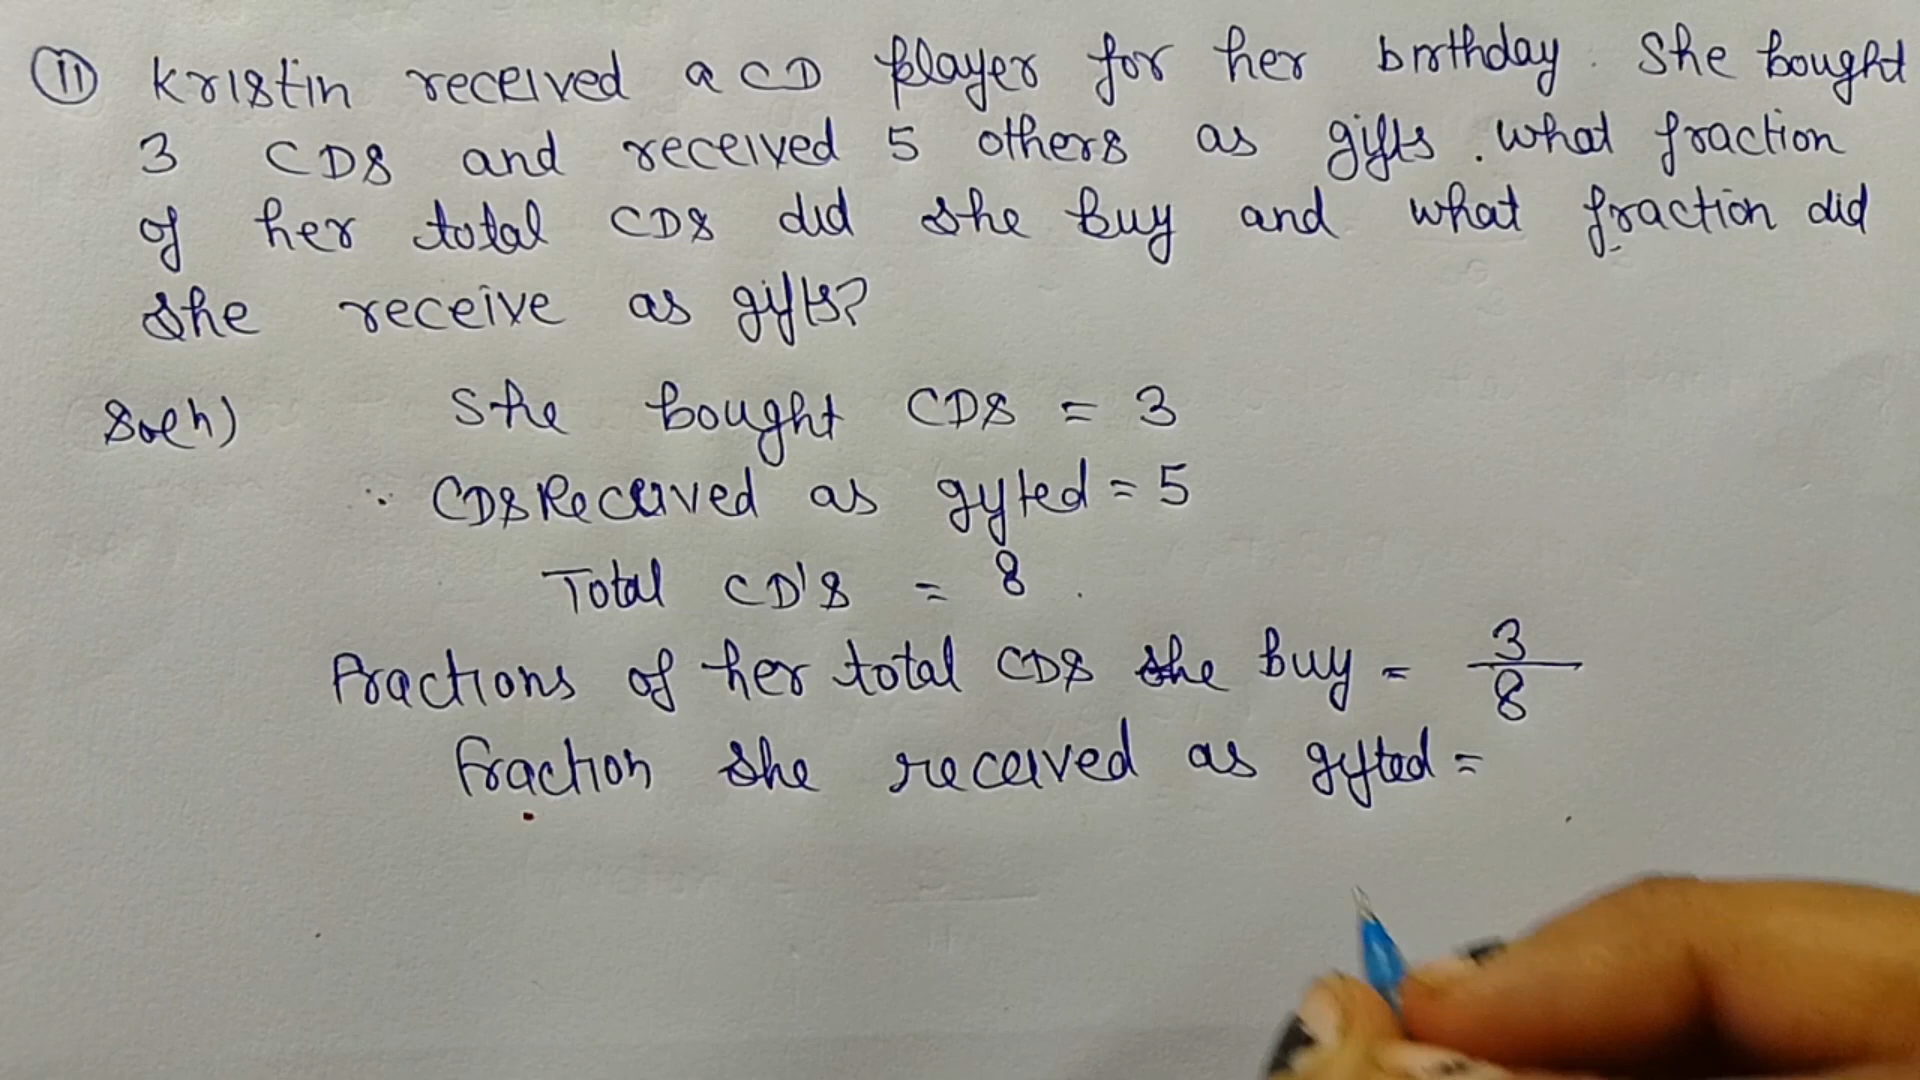 11 Kristin received a CD player for her birthday. She bought
3 CDs and received 5 others as gifts. what fraction
of her total CDs did she buy and what fraction did
she receive as gifts?
Soln) She bought CDs = 3
CDs Received as gifted = 5
Total CD's = 8
Fractions of her total CDs she buy = 3/8
fraction she received as gifted =